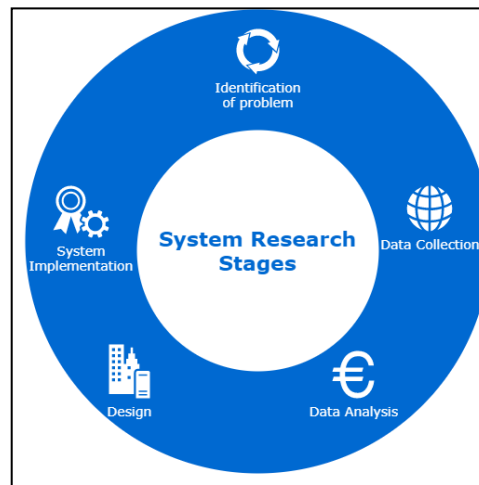 Identification
of problem
System Research
Stages
Data Collection
System
Implementation
Design
Data Analysis